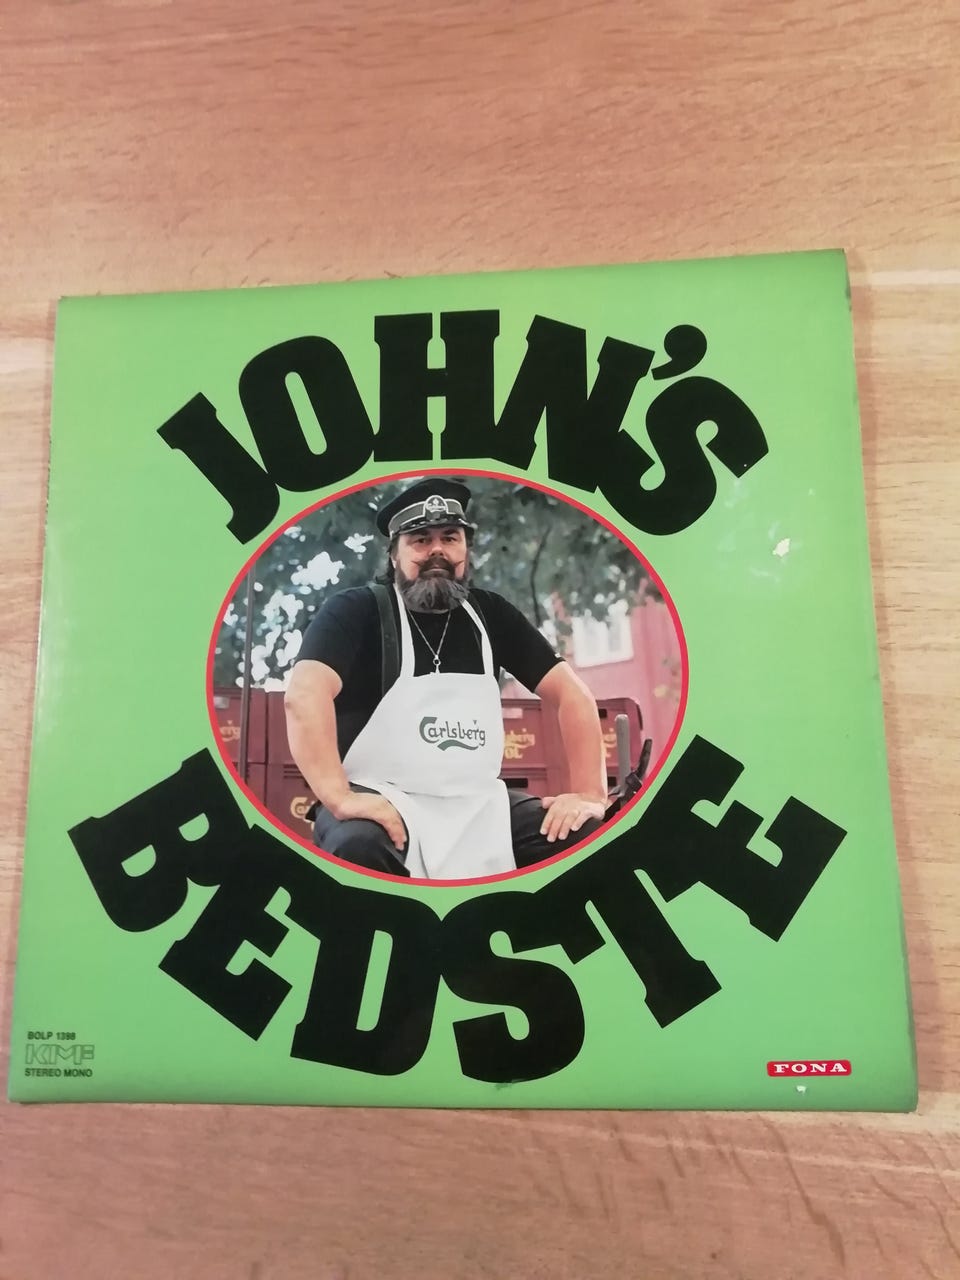 JOHN'S
Carlsberg
BEDSTE
BOLP 1398
KMF
STEREO MONO
FONA